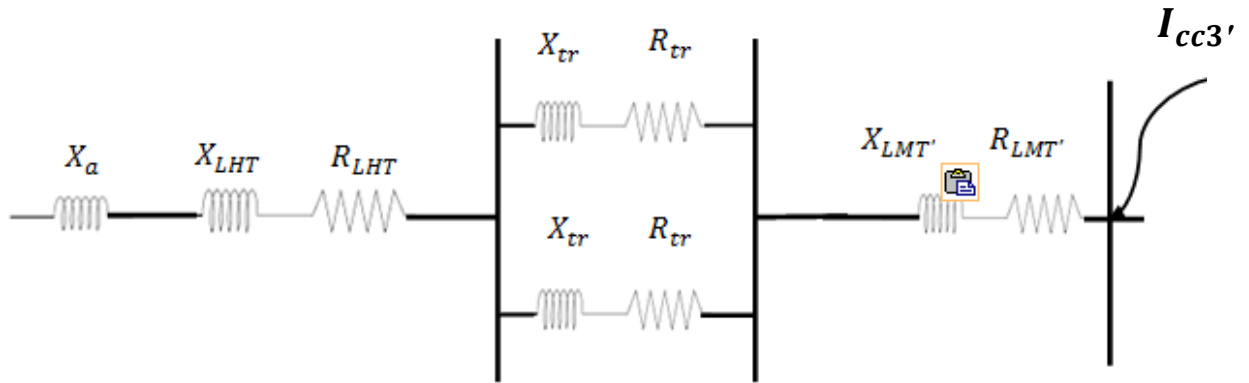 I_{cc3'}
X_{tr} R_{tr}
X_a X_{LHT} R_{LHT} X_{LMT'} R_{LMT'}
X_{tr} R_{tr}